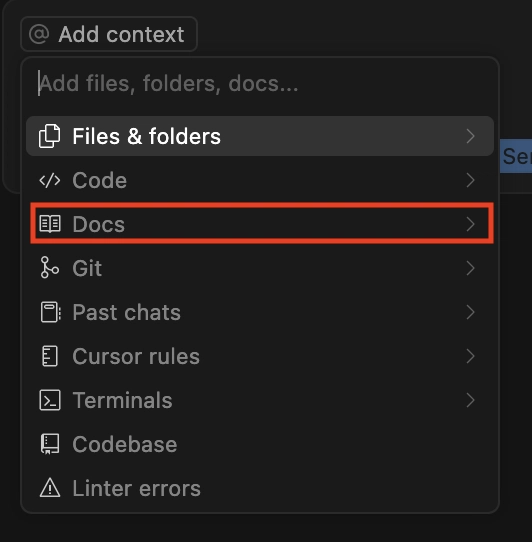 @ Add context
Add files, folders, docs...
Files & folders
Code
Docs
Git
Past chats
Cursor rules
Terminals
Codebase
Linter errors